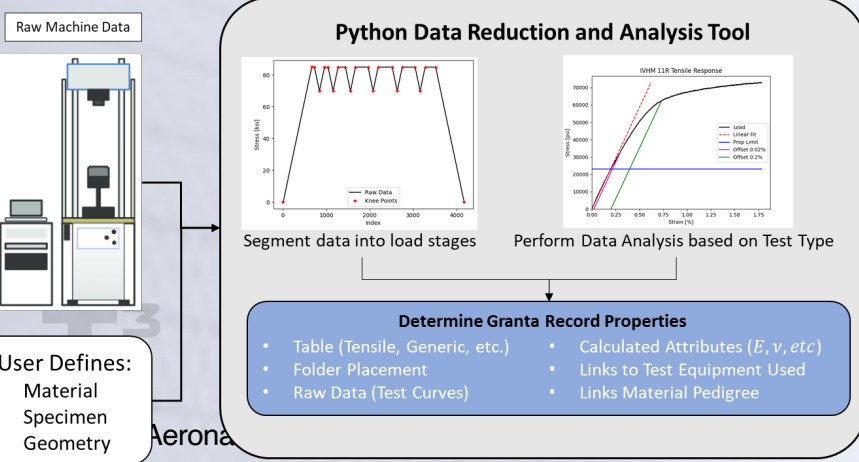 Raw Machine Data
Python Data Reduction and Analysis Tool
80
60
40
20
0
Stress [ksi]
Raw Data
Knee Points
0
1000
2000
3000
4000
Index
Segment data into load stages
IVHM 11R Tensile Response
70000
60000
50000
40000
30000
20000
10000
0
Stress [psi]
Load
Linear Fit
Prop Limit
Offset 0.02%
Offset 0.2%
0.00
0.25
0.50
0.75
1.00
1.25
1.50
1.75
Strain [%]
Perform Data Analysis based on Test Type
Determine Granta Record Properties
• Table (Tensile, Generic, etc.)
• Folder Placement
• Raw Data (Test Curves)
• Calculated Attributes (E, ν, etc)
• Links to Test Equipment Used
• Links Material Pedigree
User Defines:
Material
Specimen
Geometry
3
Aerona